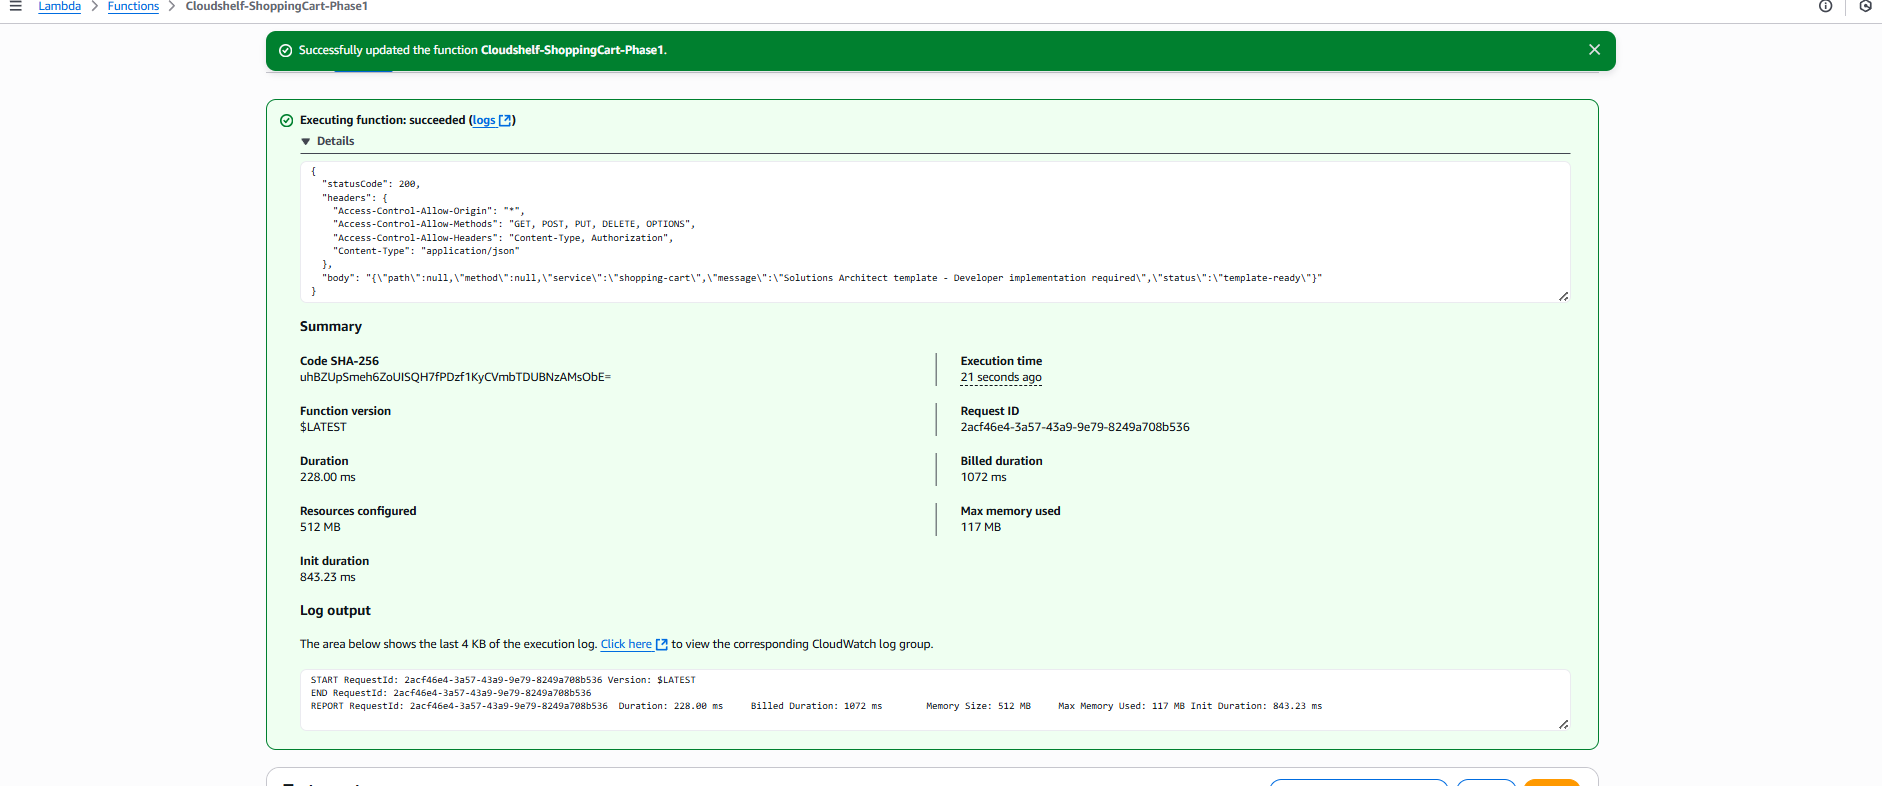 Lambda > Functions > Cloudshelf-ShoppingCart-Phase1
Successfully updated the function Cloudshelf-ShoppingCart-Phase1.
Executing function: succeeded (logs)
Details
{
"statusCode": 200,
"headers": {
"Access-Control-Allow-Origin": "*",
"Access-Control-Allow-Methods": "GET, POST, PUT, DELETE, OPTIONS",
"Access-Control-Allow-Headers": "Content-Type, Authorization",
"Content-Type": "application/json"
},
"body": "{\"path\":null,\"method\":null,\"service\":\"shopping-cart\",\"message\":\"Solutions Architect template - Developer implementation required\",\"status\":\"template-ready\"}"
}
Summary
Code SHA-256
uhBZUpSmeh6ZoUISQH7fPDzf1KyCVmbTDUBNzAMsObE=
Execution time
21 seconds ago
Function version
$LATEST
Request ID
2acf46e4-3a57-43a9-9e79-8249a708b536
Duration
228.00 ms
Billed duration
1072 ms
Resources configured
512 MB
Max memory used
117 MB
Init duration
843.23 ms
Log output
The area below shows the last 4 KB of the execution log. Click here to view the corresponding CloudWatch log group.
START RequestId: 2acf46e4-3a57-43a9-9e79-8249a708b536 Version: $LATEST
END RequestId: 2acf46e4-3a57-43a9-9e79-8249a708b536
REPORT RequestId: 2acf46e4-3a57-43a9-9e79-8249a708b536 Duration: 228.00 ms Billed Duration: 1072 ms Memory Size: 512 MB Max Memory Used: 117 MB Init Duration: 843.23 ms